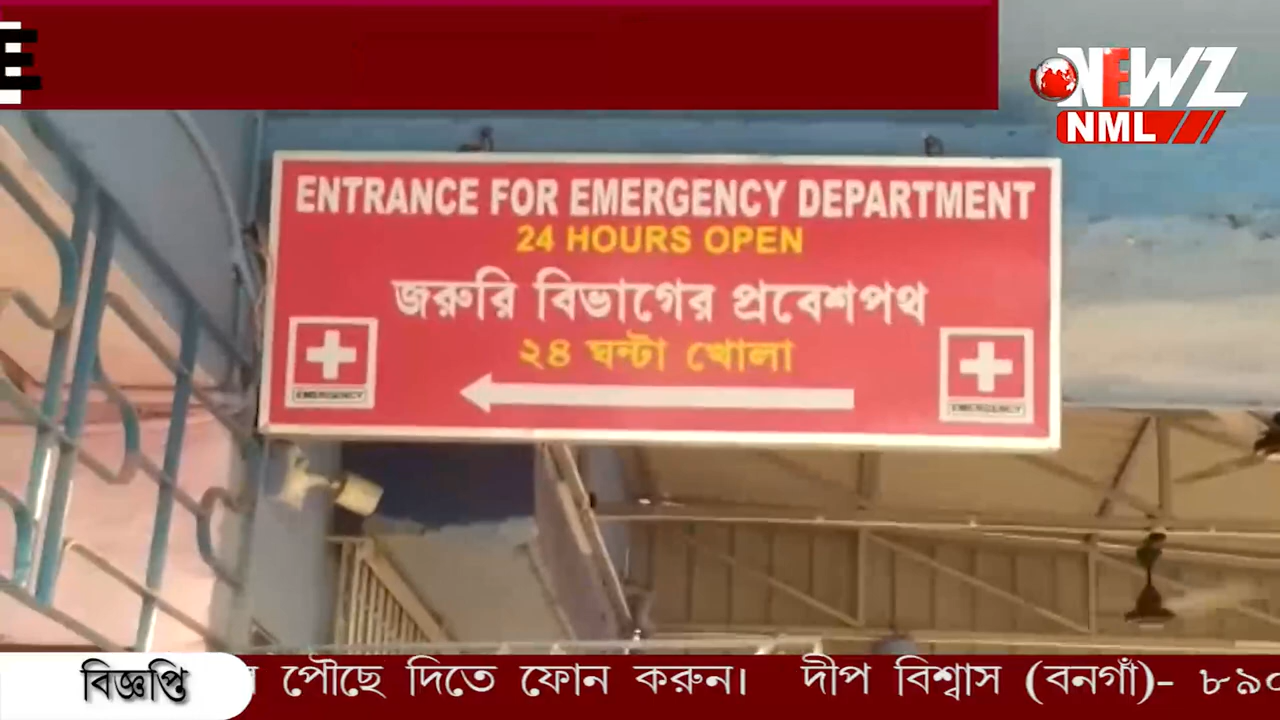 E
NEWZ
NML
ENTRANCE FOR EMERGENCY DEPARTMENT
24 HOURS OPEN
জরুরি বিভাগের প্রবেশপথ
২৪ ঘন্টা খোলা
EMERGENCY
EMERGENCY
বিজ্ঞপ্তি
পৌছে দিতে ফোন করুন। দীপ বিশ্বাস (বনগাঁ)- ৮৯০